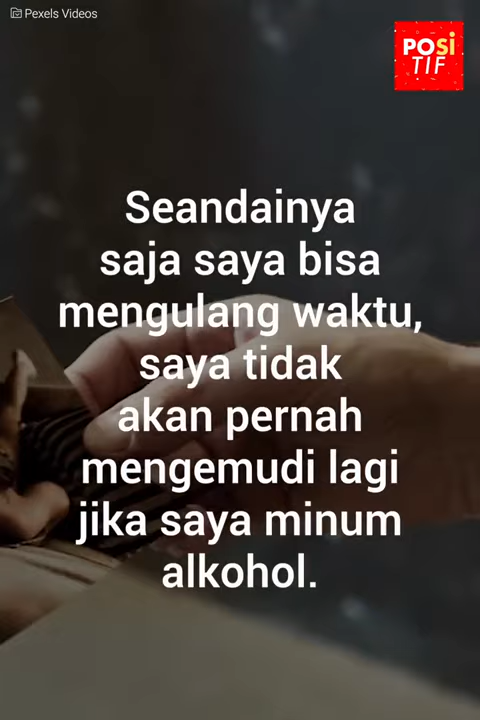 Pexels Videos
POSi
TIF
Seandainya
saja saya bisa
mengulang waktu,
saya tidak
akan pernah
mengemudi lagi
jika saya minum
alkohol.